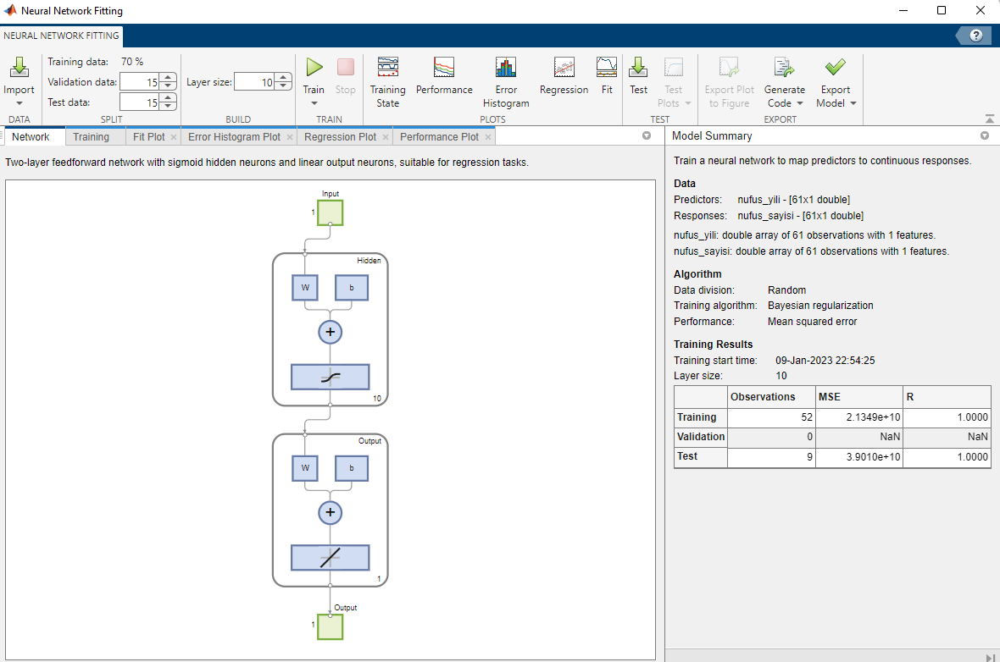 Neural Network Fitting
NEURAL NETWORK FITTING
?
Import
DATA
Training data: 70 %
Validation data: 15
Test data: 15
SPLIT
Layer size: 10
BUILD
Train
Stop
TRAIN
Training State
Performance
Error Histogram
Regression
Fit
PLOTS
Test
Test Plots
TEST
Export Plot to Figure
Generate Code
Export Model
EXPORT
Network
Training
Fit Plot
Error Histogram Plot
Regression Plot
Performance Plot
Two-layer feedforward network with sigmoid hidden neurons and linear output neurons, suitable for regression tasks.
Input
1
Hidden
W
b
+
10
Output
W
b
+
1
Output
1
Model Summary
Train a neural network to map predictors to continuous responses.
Data
Predictors: nufus_yili - [61x1 double]
Responses: nufus_sayisi - [61x1 double]
nufus_yili: double array of 61 observations with 1 features.
nufus_sayisi: double array of 61 observations with 1 features.
Algorithm
Data division: Random
Training algorithm: Bayesian regularization
Performance: Mean squared error
Training Results
Training start time: 09-Jan-2023 22:54:25
Layer size: 10
Observations MSE R
Training 52 2.1349e+10 1.0000
Validation 0 NaN NaN
Test 9 3.9010e+10 1.0000